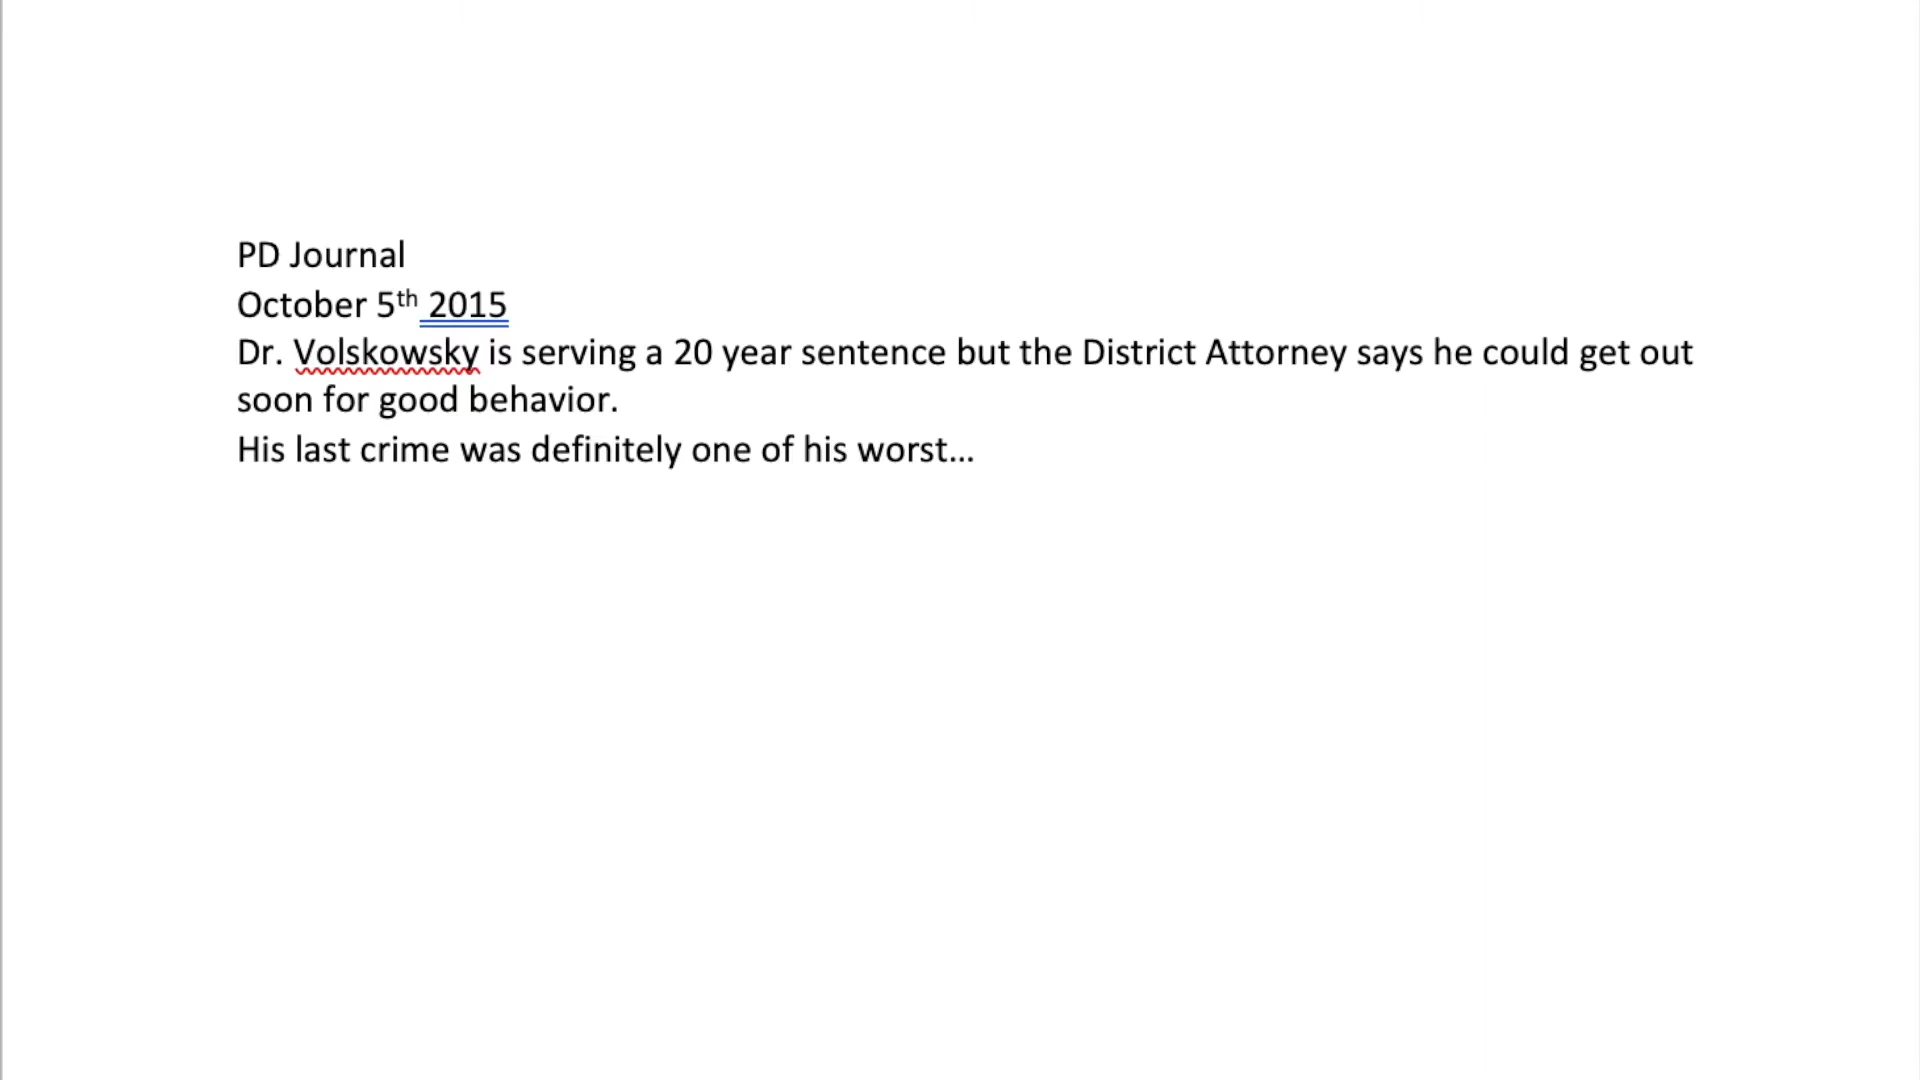 PD Journal
October 5th 2015
Dr. Volskowsky is serving a 20 year sentence but the District Attorney says he could get out
soon for good behavior.
His last crime was definitely one of his worst...